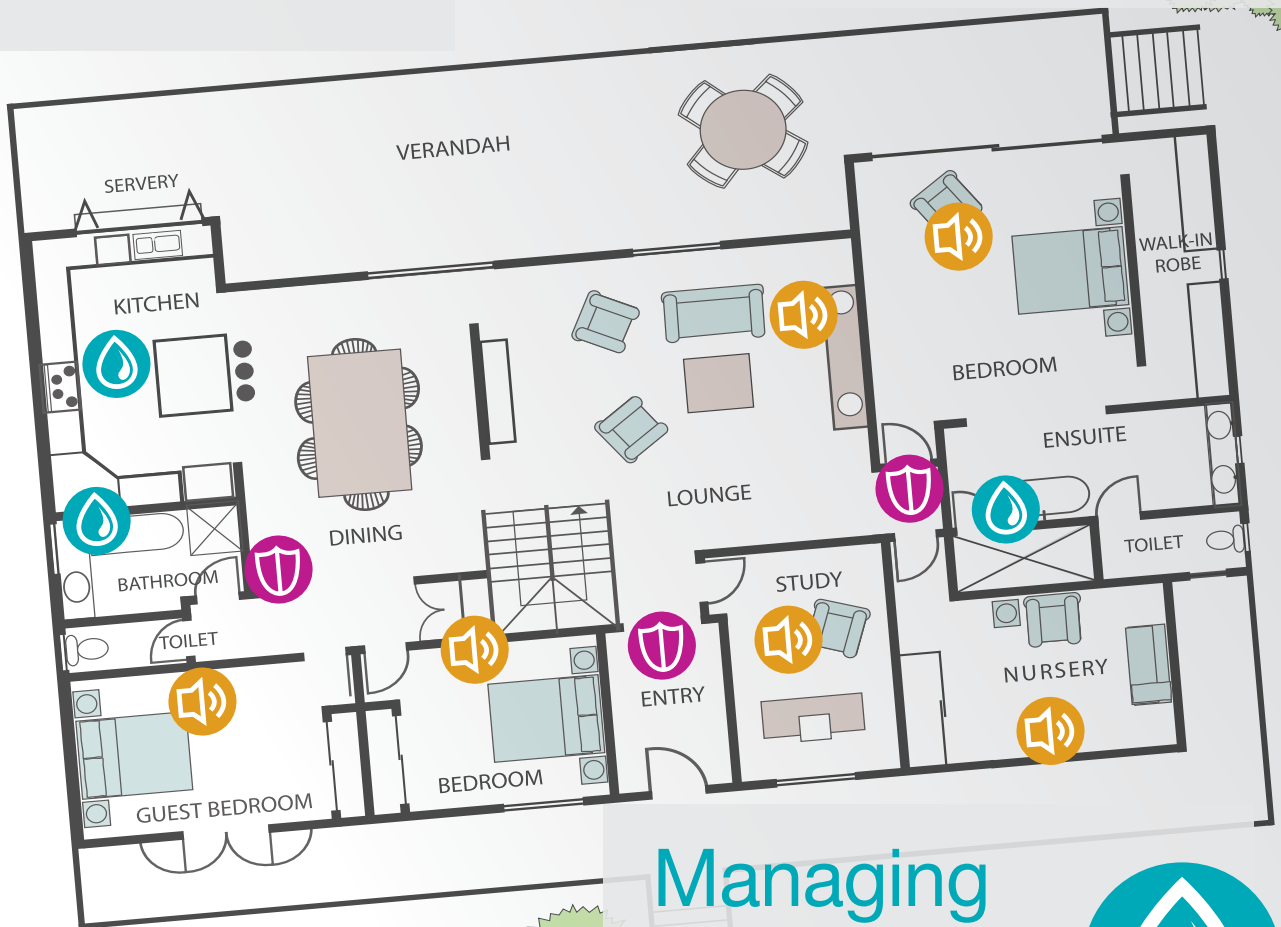 VERANDAH
SERVERY
KITCHEN
WALK-IN
ROBE
BEDROOM
ENSUITE
LOUNGE
DINING
BATHROOM
TOILET
STUDY
TOILET
NURSERY
ENTRY
BEDROOM
GUEST BEDROOM
Managing